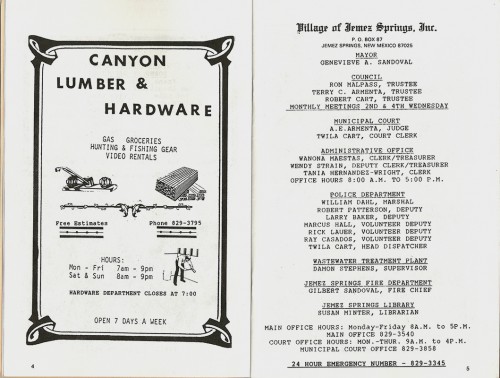 CANYON
LUMBER &
HARDWARE
GAS GROCERIES
HUNTING & FISHING GEAR
VIDEO RENTALS
Free Estimates
Phone 829-3795
HOURS:
Mon - Fri 7am - 9pm
Sat & Sun 8am - 9pm
HARDWARE DEPARTMENT CLOSES AT 7:00
OPEN 7 DAYS A WEEK
4
Village of Jemez Springs, Inc.
P. O. BOX 87
JEMEZ SPRINGS, NEW MEXICO 87025
MAYOR
GENEVIEVE A. SANDOVAL
COUNCIL
RON MALPASS, TRUSTEE
TERRY C. ARMENTA, TRUSTEE
ROBERT CART, TRUSTEE
MONTHLY MEETINGS 2ND & 4TH WEDNESDAY
MUNICIPAL COURT
A.E.ARMENTA, JUDGE
TWILA CART, COURT CLERK
ADMINISTRATIVE OFFICE
WANONA MAESTAS, CLERK/TREASURER
WENDY STRAIN, DEPUTY CLERK/TREASURER
TANIA HERNANDEZ-WRIGHT, CLERK
OFFICE HOURS 8:00 A.M. TO 5:00 P.M.
POLICE DEPARTMENT
WILLIAM DAHL, MARSHAL
ROBERT PATTERSON, DEPUTY
LARRY BAKER, DEPUTY
MARCUS HALL, VOLUNTEER DEPUTY
RICK LAUER, VOLUNTEER DEPUTY
RAY CASADOS, VOLUNTEER DEPUTY
TWILA CART, HEAD DISPATCHER
WASTEWATER TREATMENT PLANT
DAMON STEPHENS, SUPERVISOR
JEMEZ SPRINGS FIRE DEPARTMENT
GILBERT SANDOVAL, FIRE CHIEF
JEMEZ SPRINGS LIBRARY
SUSAN MINTER, LIBRARIAN
MAIN OFFICE HOURS: Monday-Friday 8A.M. to 5P.M.
MAIN OFFICE 829-3540
COURT OFFICE HOURS: MON.-THUR, 9A.M. to 4P.M.
MUNICIPAL COURT OFFICE 829-3858
24 HOUR EMERGENCY NUMBER - 829-3345
5